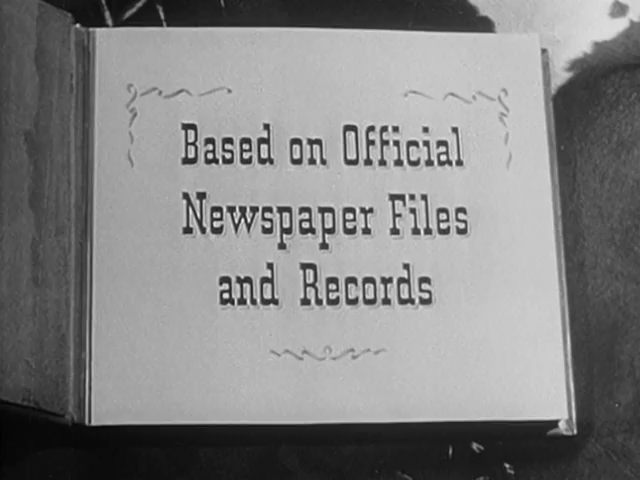 Based on Official
Newspaper Files
and Records